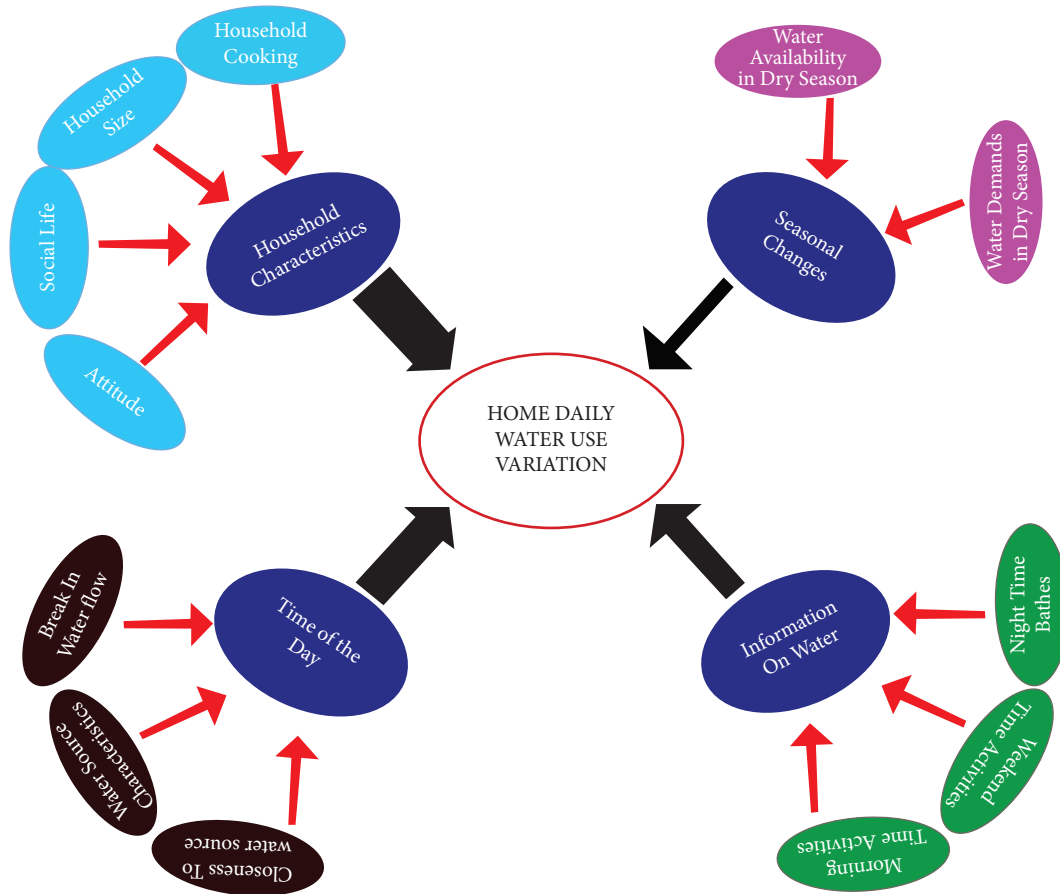 Household
Cooking
Household
Size
Social Life
Attitude
Household
Characteristics
Water
Availability
in Dry Season
Water Demands
in Dry Season
Seasonal
Changes
HOME DAILY
WATER USE
VARIATION
Break In
Water flow
Water Source
Characteristics
Closeness To
water source
Time of the
Day
Information
On Water
Night Time
Bathes
Weekend
Time Activities
Morning
Time Activities